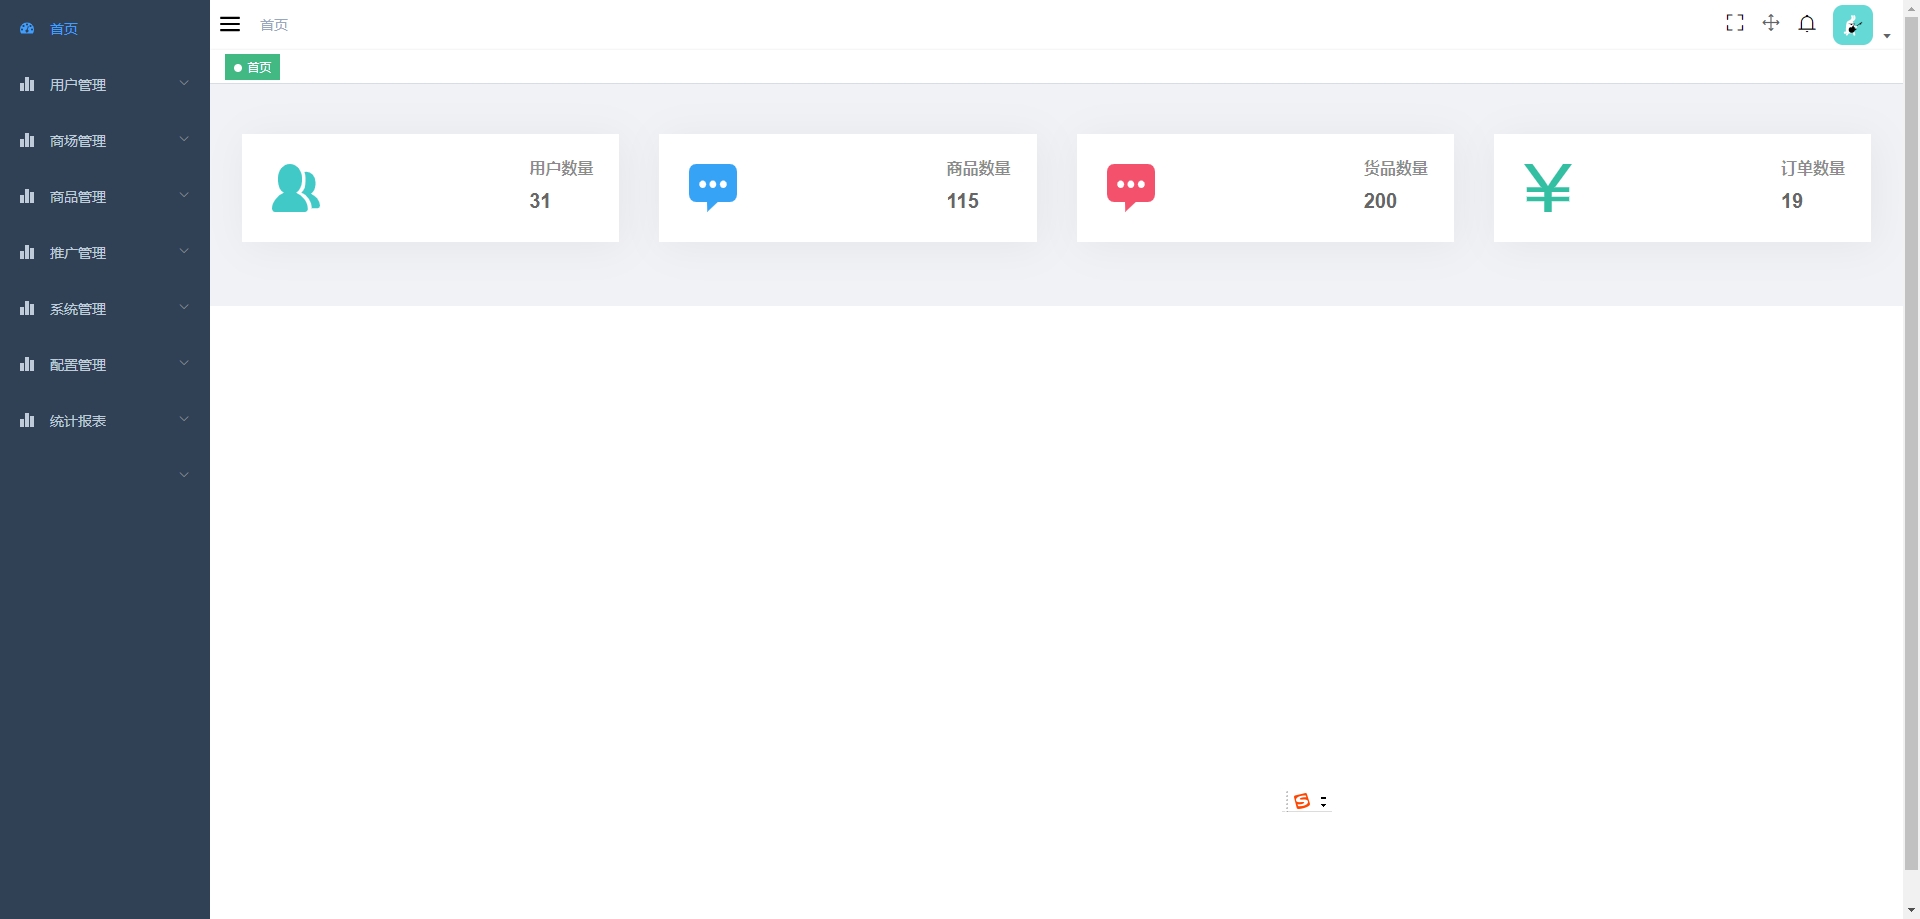 首页
用户管理
商场管理
商品管理
推广管理
系统管理
配置管理
统计报表
首页
首页
用户数量
31
商品数量
115
货品数量
200
订单数量
19